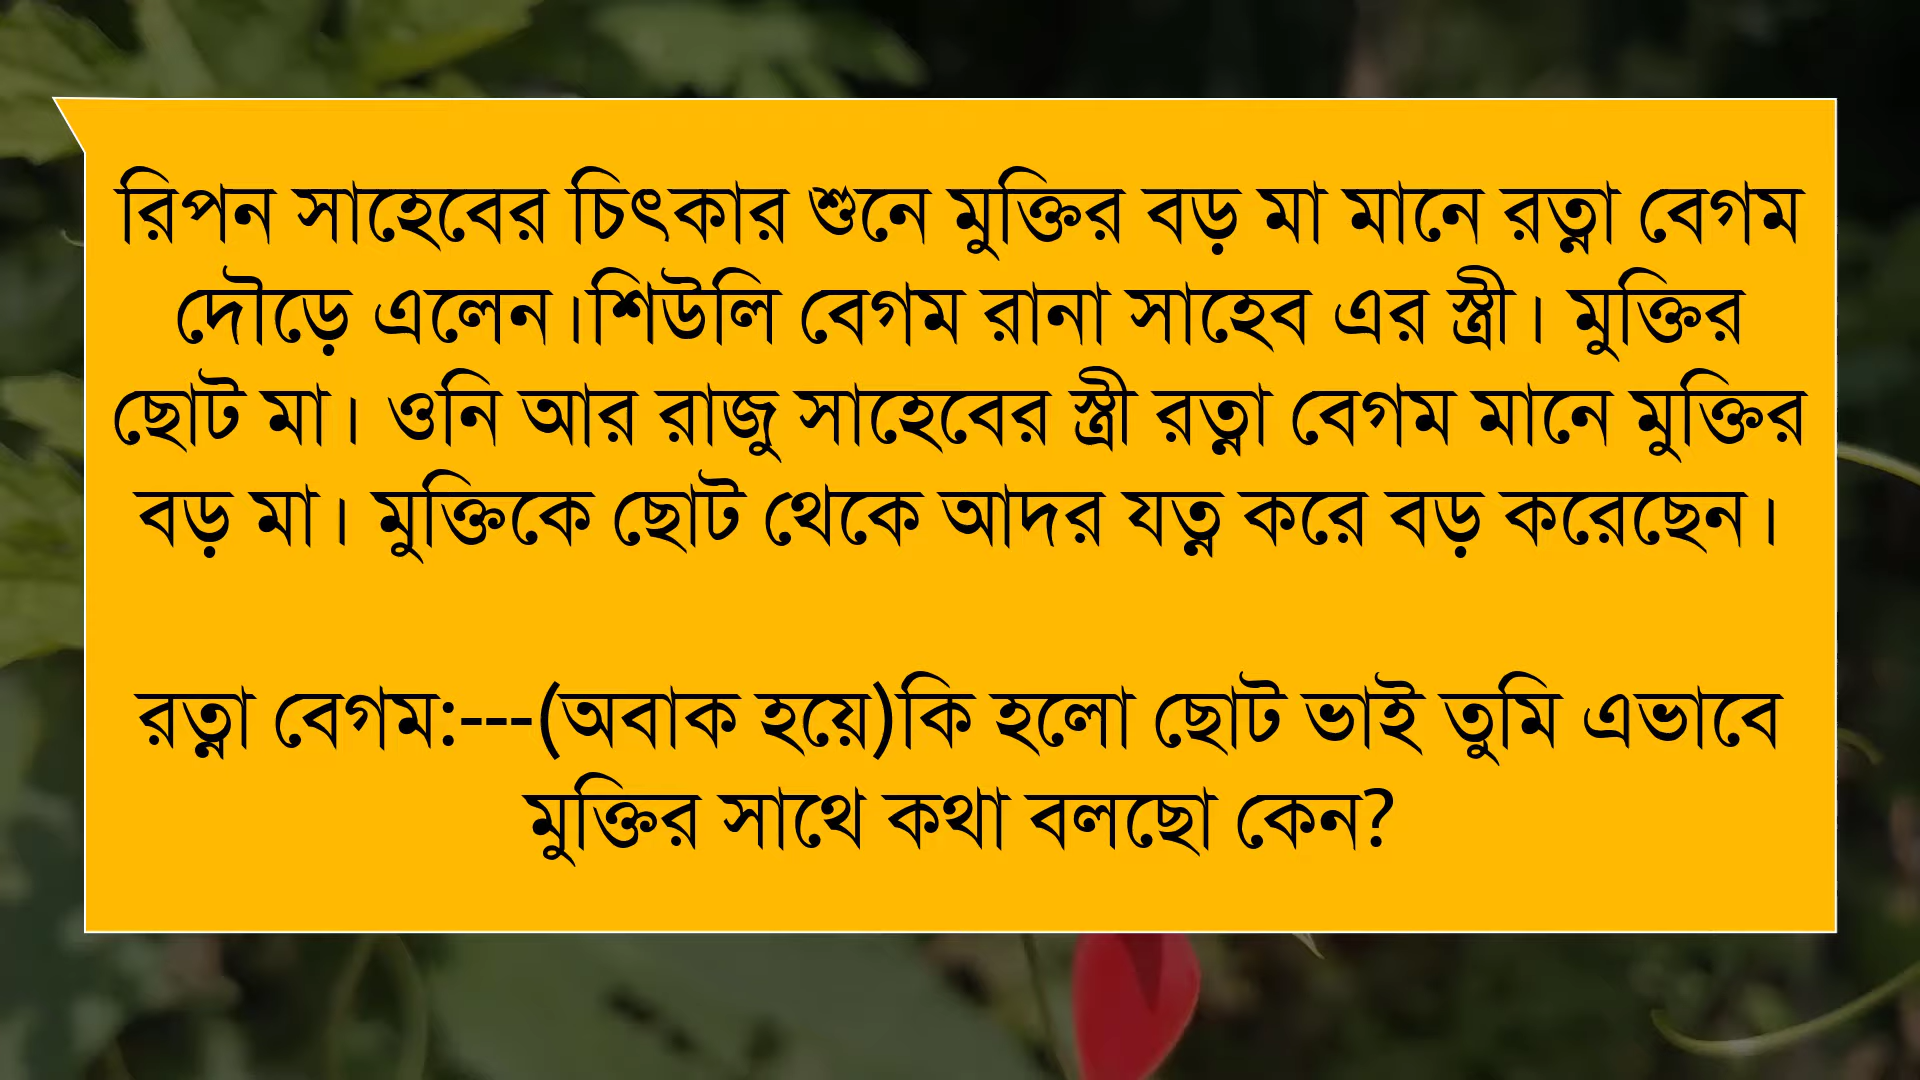 রিপন সাহেবের চিৎকার শুনে মুক্তির বড় মা মানে রত্না বেগম
দৌড়ে এলেন।শিউলি বেগম রানা সাহেব এর স্ত্রী। মুক্তির
ছোট মা। ওনি আর রাজু সাহেবের স্ত্রী রত্না বেগম মানে মুক্তির
বড় মা। মুক্তিকে ছোট থেকে আদর যত্ন করে বড় করেছেন।
রত্না বেগম:---(অবাক হয়ে)কি হলো ছোট ভাই তুমি এভাবে
মুক্তির সাথে কথা বলছো কেন?